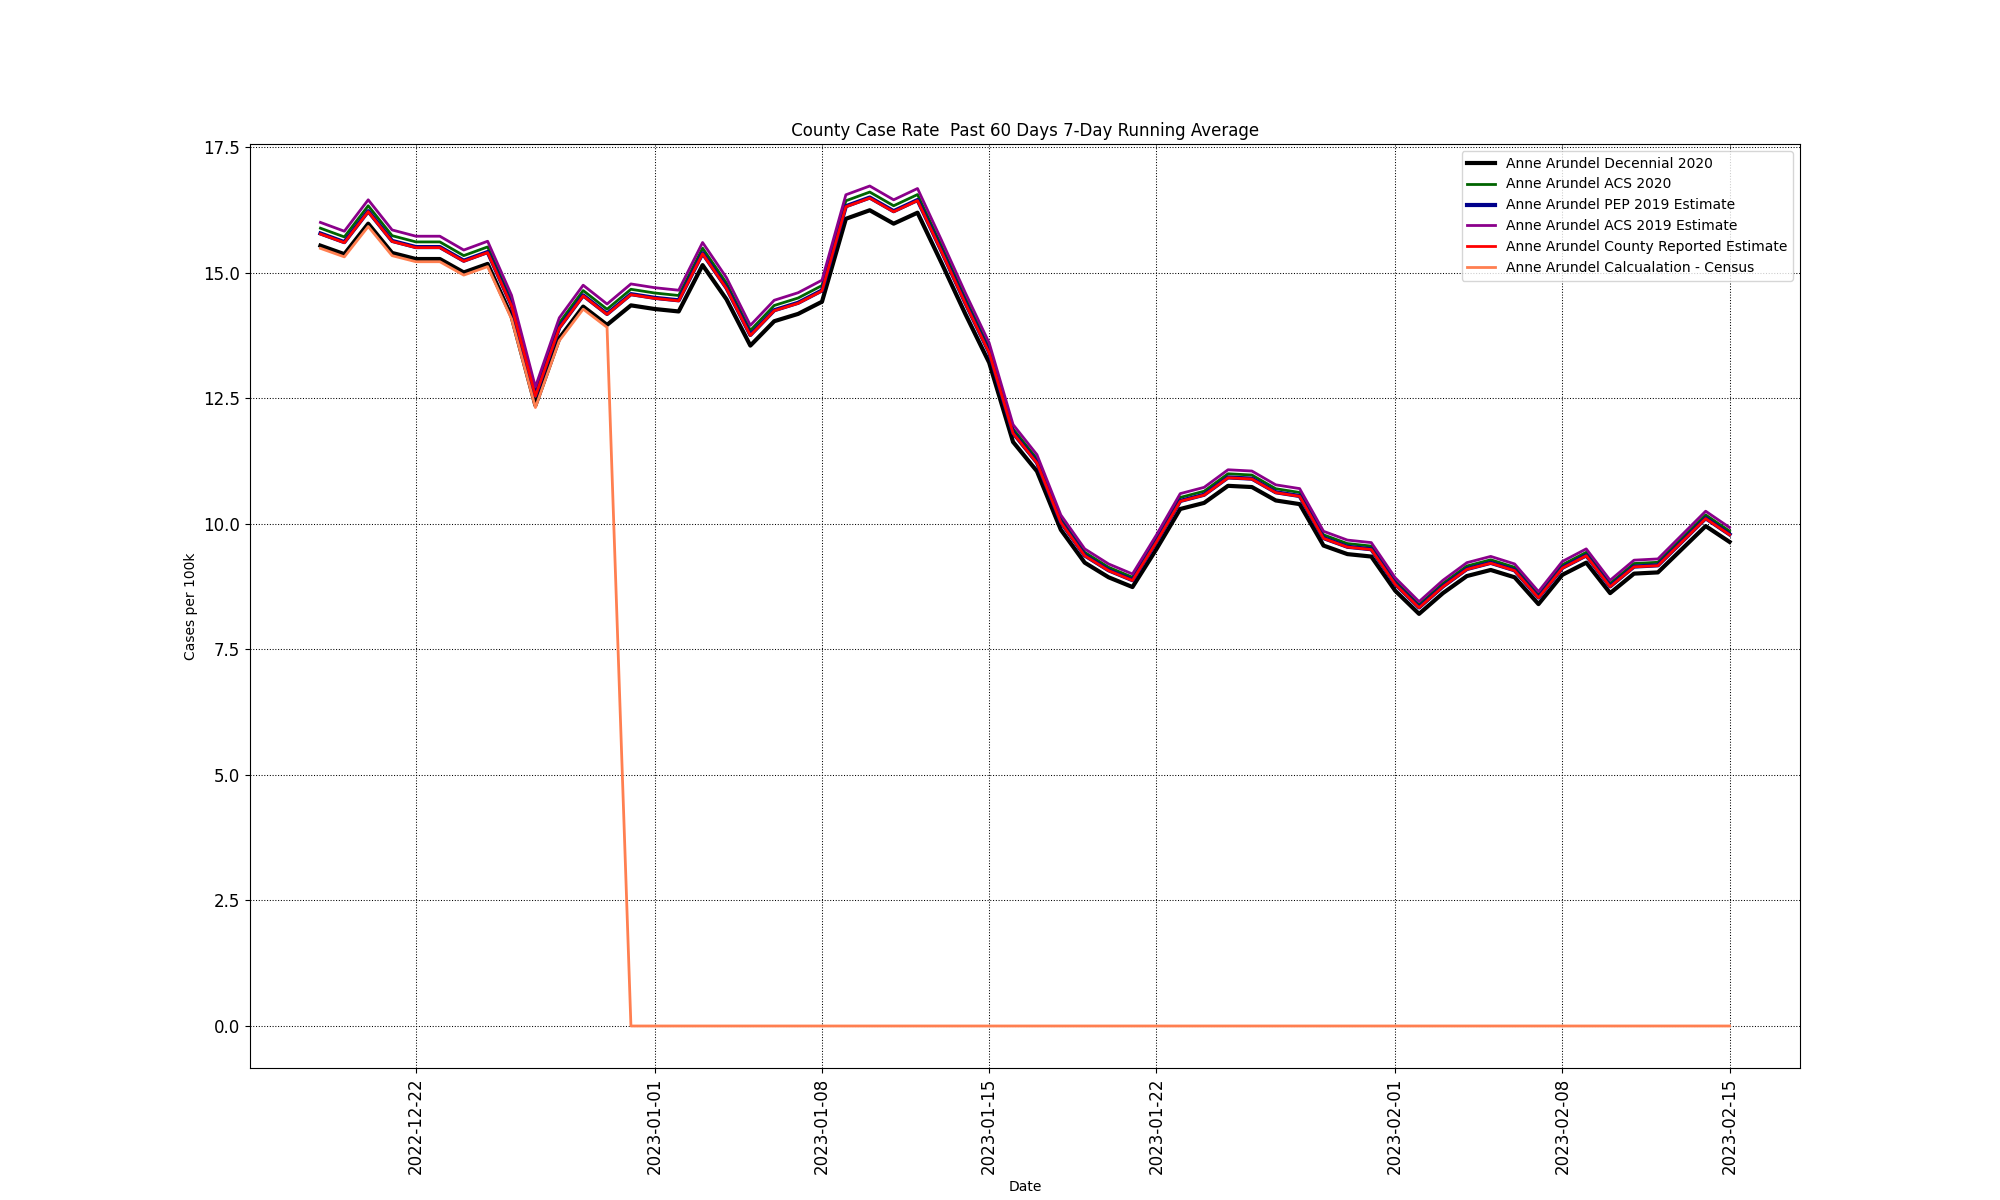 County Case Rate  Past 60 Days 7-Day Running Average
17.5
15.0
12.5
10.0
7.5
5.0
2.5
0.0
Cases per 100k
Anne Arundel Decennial 2020
Anne Arundel ACS 2020
Anne Arundel PEP 2019 Estimate
Anne Arundel ACS 2019 Estimate
Anne Arundel County Reported Estimate
Anne Arundel Calcualation - Census
2022-12-22
2023-01-01
2023-01-08
2023-01-15
2023-01-22
2023-02-01
2023-02-08
2023-02-15
Date